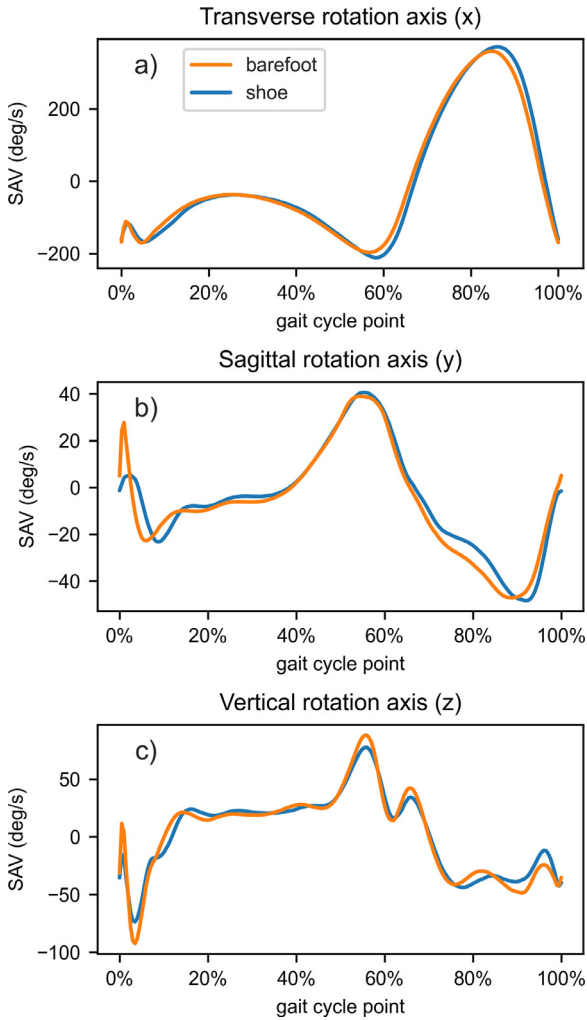 Transverse rotation axis (x)
a)
barefoot
shoe
SAV (deg/s)
200
0
−200
0% 20% 40% 60% 80% 100%
gait cycle point
Sagittal rotation axis (y)
b)
SAV (deg/s)
40
20
0
−20
−40
0% 20% 40% 60% 80% 100%
gait cycle point
Vertical rotation axis (z)
c)
SAV (deg/s)
50
0
−50
−100
0% 20% 40% 60% 80% 100%
gait cycle point